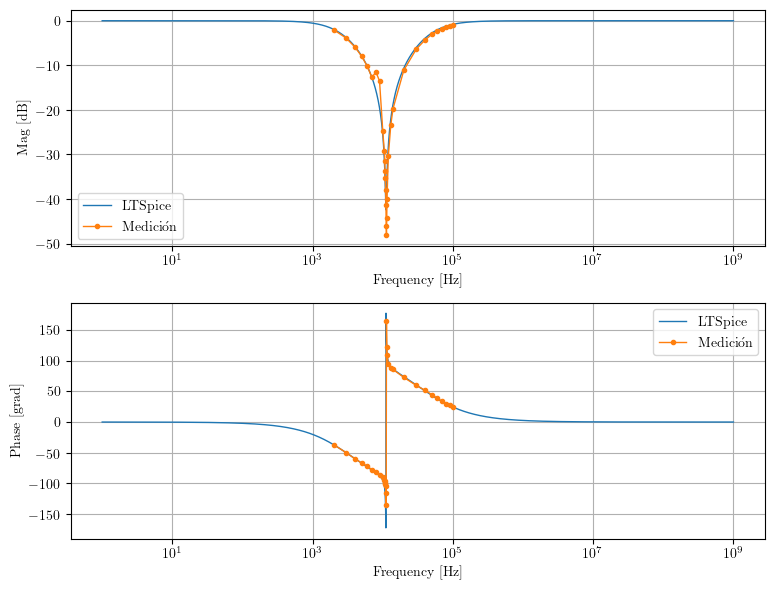 0
−10
−20
−30
−40
−50
Mag [dB]
LTSpice
Medición
10^1
10^3
10^5
10^7
10^9
Frequency [Hz]
150
100
50
0
−50
−100
−150
Phase [grad]
LTSpice
Medición
10^1
10^3
10^5
10^7
10^9
Frequency [Hz]